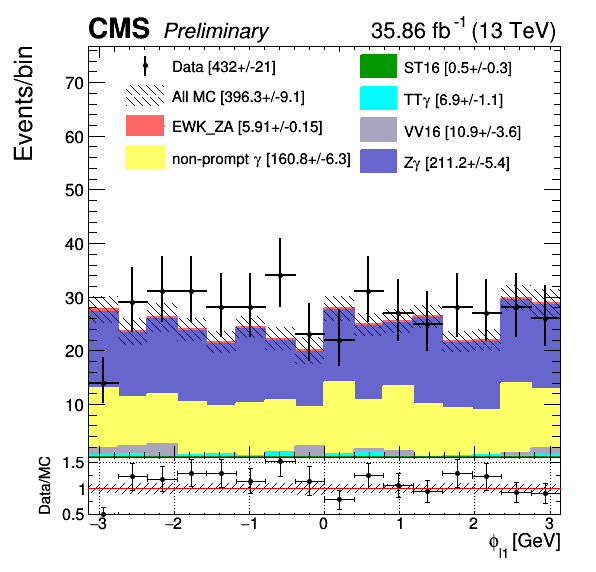 CMS Preliminary 35.86 fb⁻¹ (13 TeV)
Events/bin
Data [432+/-21]
All MC [396.3+/-9.1]
EWK_ZA [5.91+/-0.15]
non-prompt γ [160.8+/-6.3]
ST16 [0.5+/-0.3]
TTγ [6.9+/-1.1]
VV16 [10.9+/-3.6]
Zγ [211.2+/-5.4]
70
60
50
40
30
20
10
Data/MC
1.5
1
0.5
−3 −2 −1 0 1 2 3
ϕl1 [GeV]